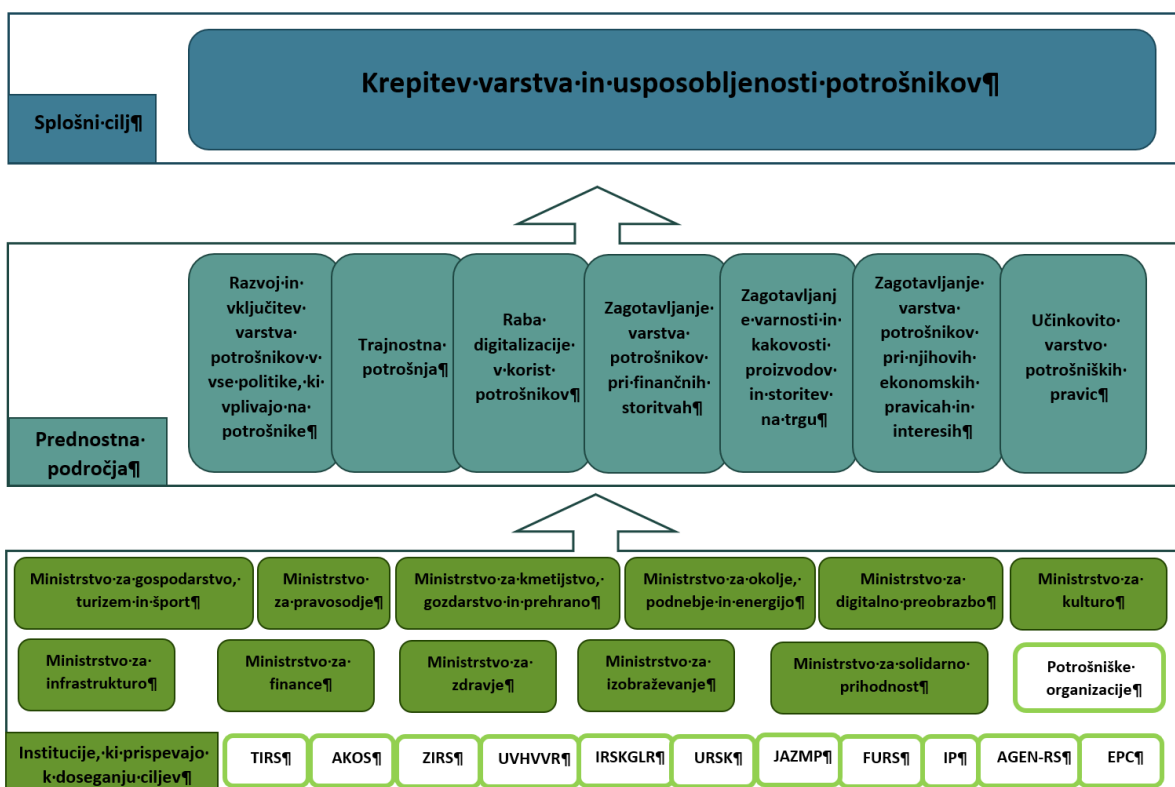 Krepitev·varstva·in·usposobljenosti·potrošnikov¶
Splošni·cilj¶
Razvoj·in·
vključitev·
varstva·
potrošnikov·v·
vse·politike,·ki·
vplivajo·na·
potrošnike¶
Trajnostna·
potrošnja¶
Raba·
digitalizacije·
v·korist·
potrošnikov¶
Zagotavljanje·
varstva·
potrošnikov·
pri·finančnih·
storitvah¶
Zagotavljanj
e·varnosti·in·
kakovosti·
proizvodov·
in·storitev·
na·trgu¶
Zagotavljanje·
varstva·
potrošnikov·
pri·njihovih·
ekonomskih·
pravicah·in·
interesih¶
Učinkovito·
varstvo·
potrošniških·
pravic¶
Prednostna·
področja¶
Ministrstvo·za·gospodarstvo,·
turizem·in·šport¶
Ministrstvo·
za·pravosodje¶
Ministrstvo·za·kmetijstvo,·
gozdarstvo·in·prehrano¶
Ministrstvo·za·okolje,·
podnebje·in·energijo¶
Ministrstvo·za·
digitalno·preobrazbo¶
Ministrstvo·za·
kulturo¶
Ministrstvo·za·
infrastrukturo¶
Ministrstvo·za·
finance¶
Ministrstvo·za·
zdravje¶
Ministrstvo·za·
izobraževanje¶
Ministrstvo·za·solidarno·
prihodnost¶
Potrošniške·
organizacije¶
Institucije,·ki·prispevajo·
k·doseganju·ciljev¶
TIRS¶
AKOS¶
ZIRS¶
UVHVVR¶
IRSKGLR¶
URSK¶
JAZMP¶
FURS¶
IP¶
AGEN-RS¶
EPC¶